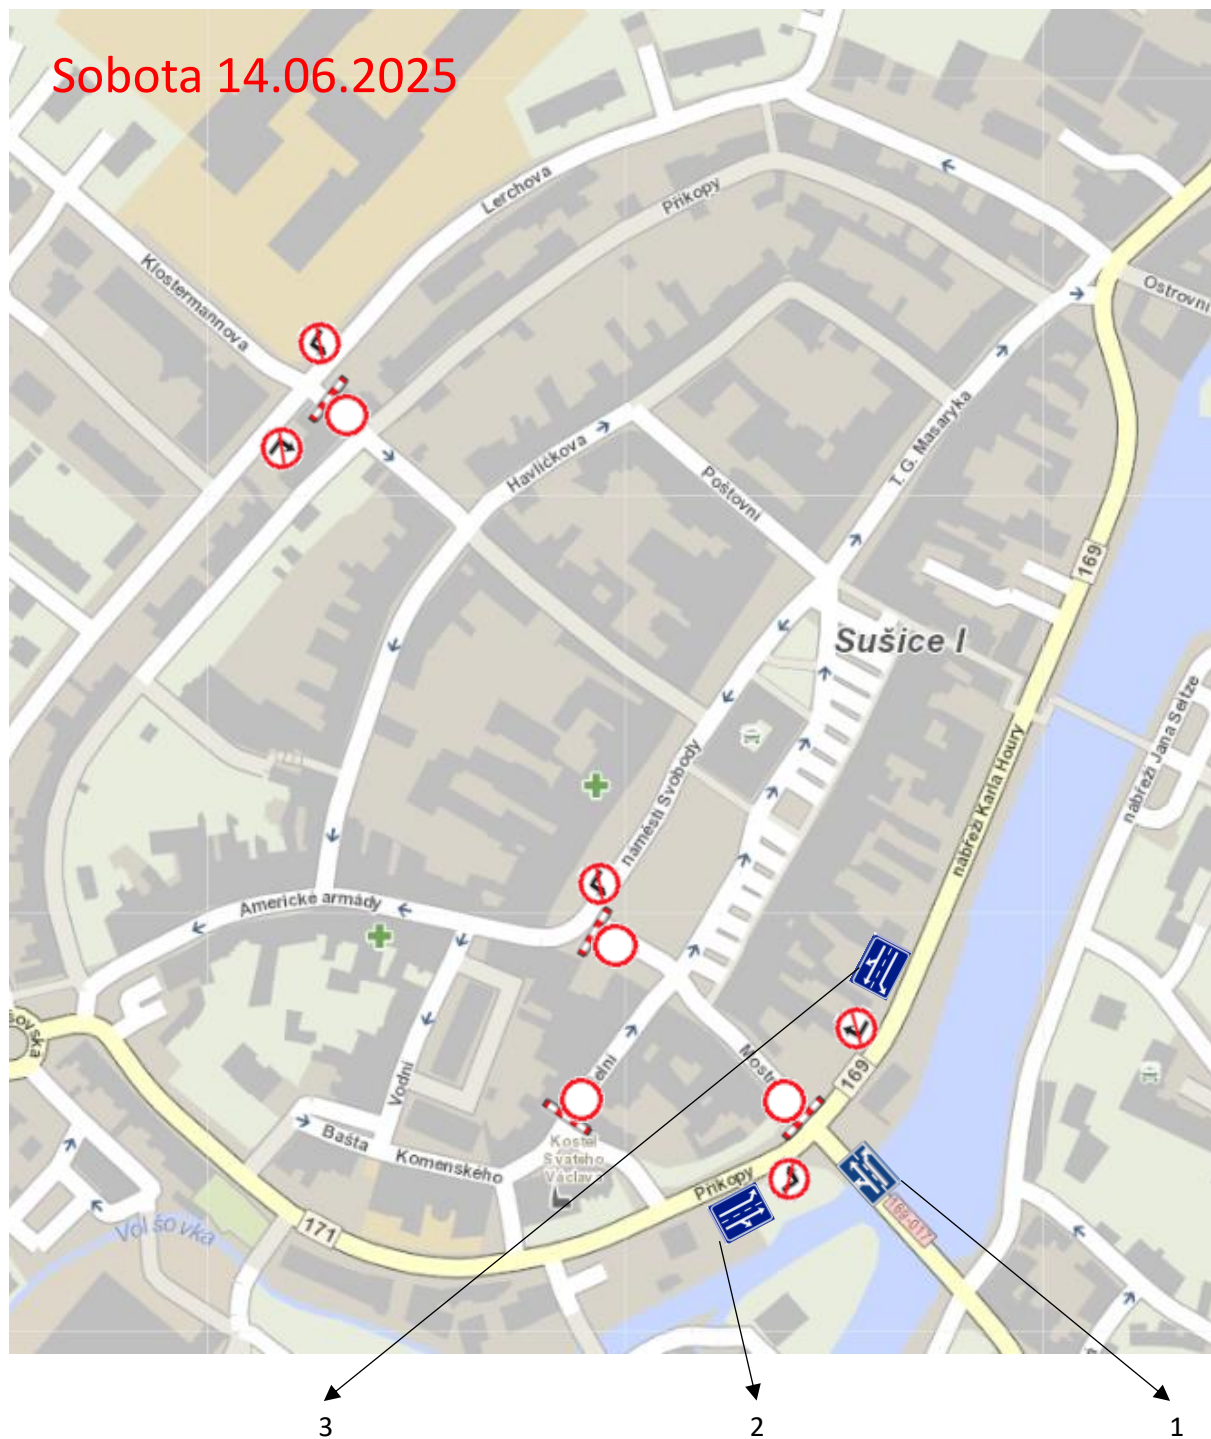 Sobota 14.06.2025
Lerchova
Příkopy
Klostermannova
Ostrovní
T. G. Masaryka
Havlíčkova
Poštovní
169
Sušice I
nábřeží Jana Seitze
náměstí Svobody
nábřeží Karla Houry
Americké armády
169
Vodní
Bašta
Komenského
Kostel
Svatého
Václava
Příkopy
169-017
171
Volšovka
3
2
1